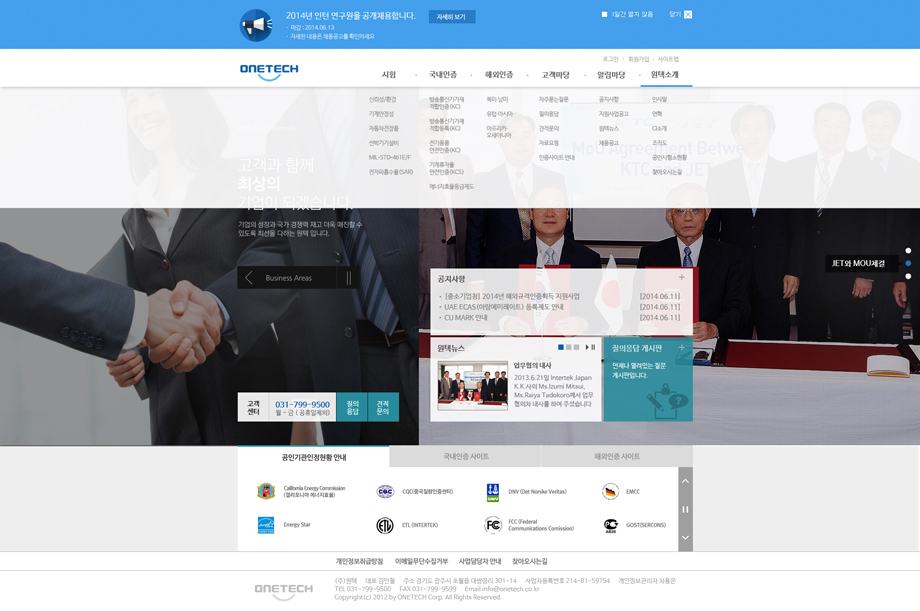 2014년 인턴 연구원을 공개채용합니다.
자세히 보기
· 마감 : 2014.06.13
· 자세한 내용은 채용공고를 확인하세요
1일간 열지 않음
닫기
로그인
회원가입
사이트맵
ONETECH
시험
국내인증
해외인증
고객마당
알림마당
원텍소개
신뢰성/환경
기계안정성
자동차전장품
선박기기설비
MIL-STD-461E/F
전자파흡수율(SAR)
방송통신기자재
적합인증(KC)
방송통신기자재
적합등록(KC)
전기용품
안전인증(KC)
기계류자율
안전인증(KCS)
에너지효율등급제도
북미·남미
유럽·아시아
아프리카·
오세아니아
자주묻는질문
질의응답
견적문의
자료요청
인증사이트 안내
공지사항
지원사업공고
원텍뉴스
채용공고
인사말
연혁
CI소개
조직도
공인시험소현황
찾아오시는길
MoU Agreement Betwe
KTC and JET
고객과 함께
최상의
기업이 되겠습니다.
기업의 성장과 국가 경쟁력 재고 더욱 매진할 수
있도록 최선을 다하는 원텍 입니다.
Business Areas
JET와 MOU체결
공지사항
· [중소기업청] 2014년 해외규격인증획득 지원사업 [2014.06.11]
· UAE ECAS(아랍에미레이트) 등록제도 안내 [2014.06.11]
· CU MARK 안내 [2014.06.11]
원텍뉴스
업무협의 내사
2013.6.21일 Intertek Japan
K.K.사의 Ms.Izumi Mitsui,
Ms.Raiya Tadokoro께서 업무
협의차 내사를 하여 주셨습니다
질의응답 게시판
언제나 열려있는 질문
게시판입니다.
고객
센터
031-799-9500
월 - 금 ( 공휴일제외)
질의
응답
견적
문의
공인기관인정현황 안내
국내인증 사이트
해외인증 사이트
California Energy Commession
(캘리포니아 에너지효율)
CQC
CQC(중국질량인증센터)
DNV (Det Norske Veritas)
EMCC
Energy Star
ETL (INTERTEK)
FCC (Federal
Communications Comission)
GOST(SERCONS)
개인정보취급방침
이메일무단수집거부
사업담당자 안내
찾아오시는길
ONETECH
(주)원텍 대표 김민철 주소 경기도 광주시 초월읍 대쌍령리 301-14 사업자등록번호 214-81-59754 개인정보관리자 차용은
TEL 031-799-9500 FAX 031-799-9599 Email info@onetech.co.kr
Copyright(c) 2012 by ONETECH Corp. All Rights Reserved.